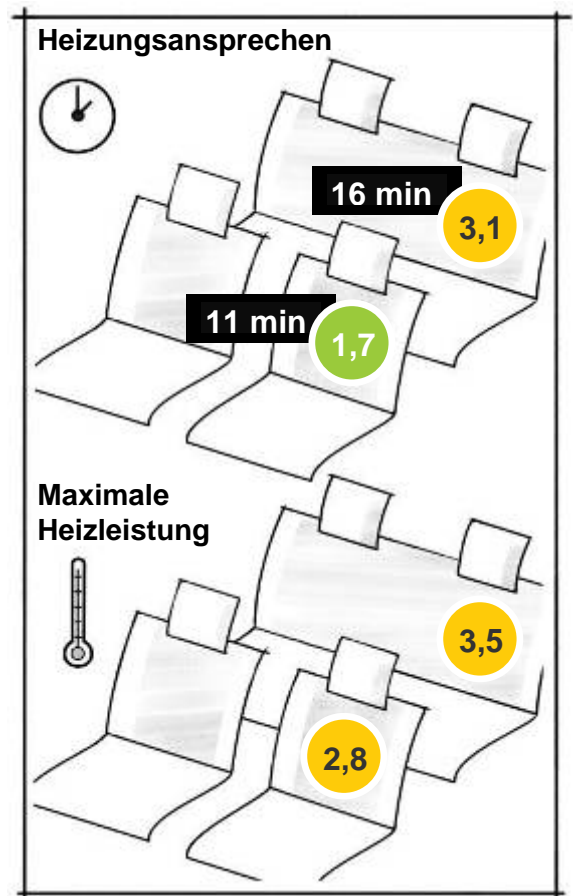 Heizungsansprechen
16 min
3,1
11 min
1,7
Maximale
Heizleistung
3,5
2,8